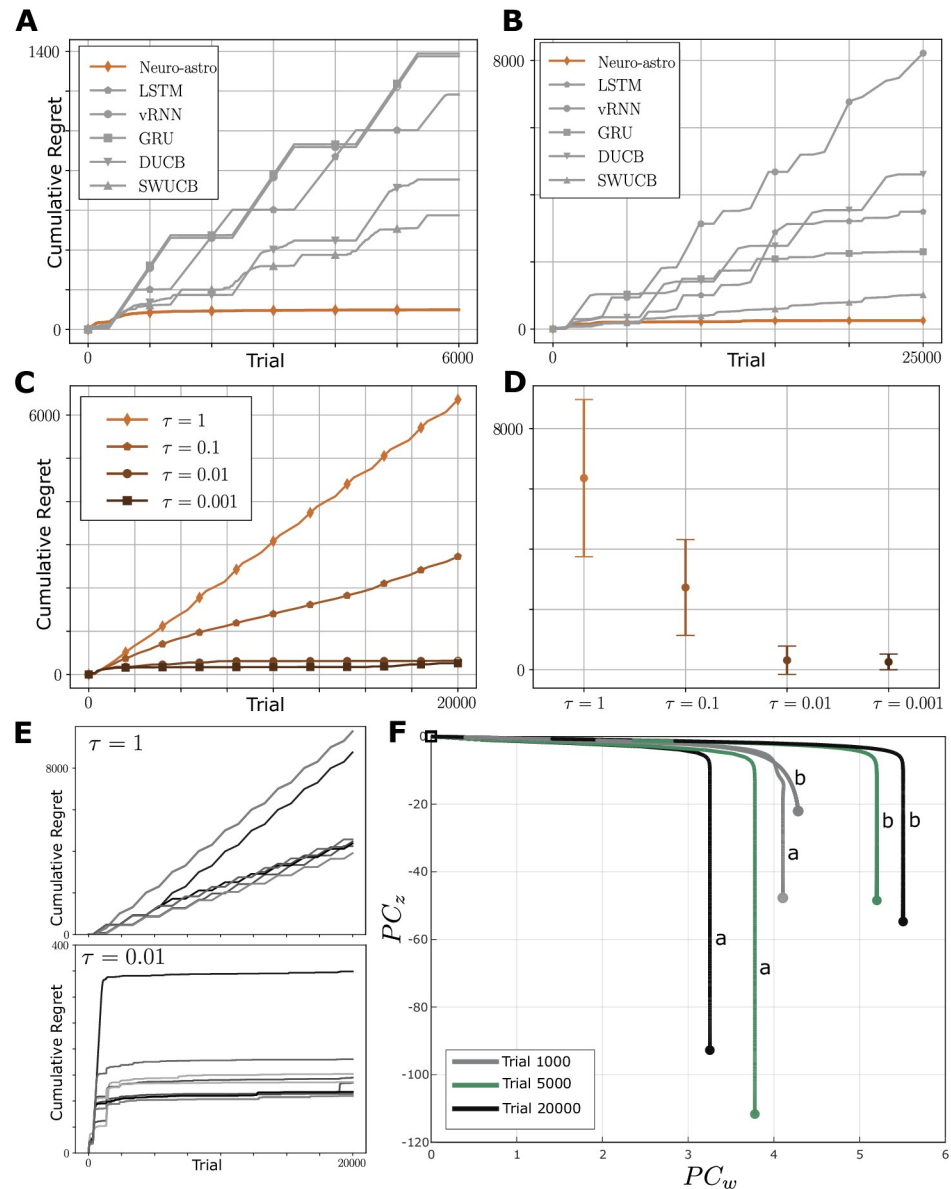 A
Cumulative Regret
1400
0
Neuro-astro
LSTM
vRNN
GRU
DUCB
SWUCB
0
Trial
6000
B
8000
0
Neuro-astro
LSTM
vRNN
GRU
DUCB
SWUCB
0
Trial
25000
C
Cumulative Regret
6000
0
τ = 1
τ = 0.1
τ = 0.01
τ = 0.001
0
Trial
20000
D
8000
0
τ = 1
τ = 0.1
τ = 0.01
τ = 0.001
E
τ = 1
Cumulative Regret
8000
0
τ = 0.01
Cumulative Regret
400
0
0
Trial
20000
F
PC_z
0
-20
-40
-60
-80
-100
-120
b
a
b
b
a
a
Trial 1000
Trial 5000
Trial 20000
0
1
2
3
4
5
6
PC_w